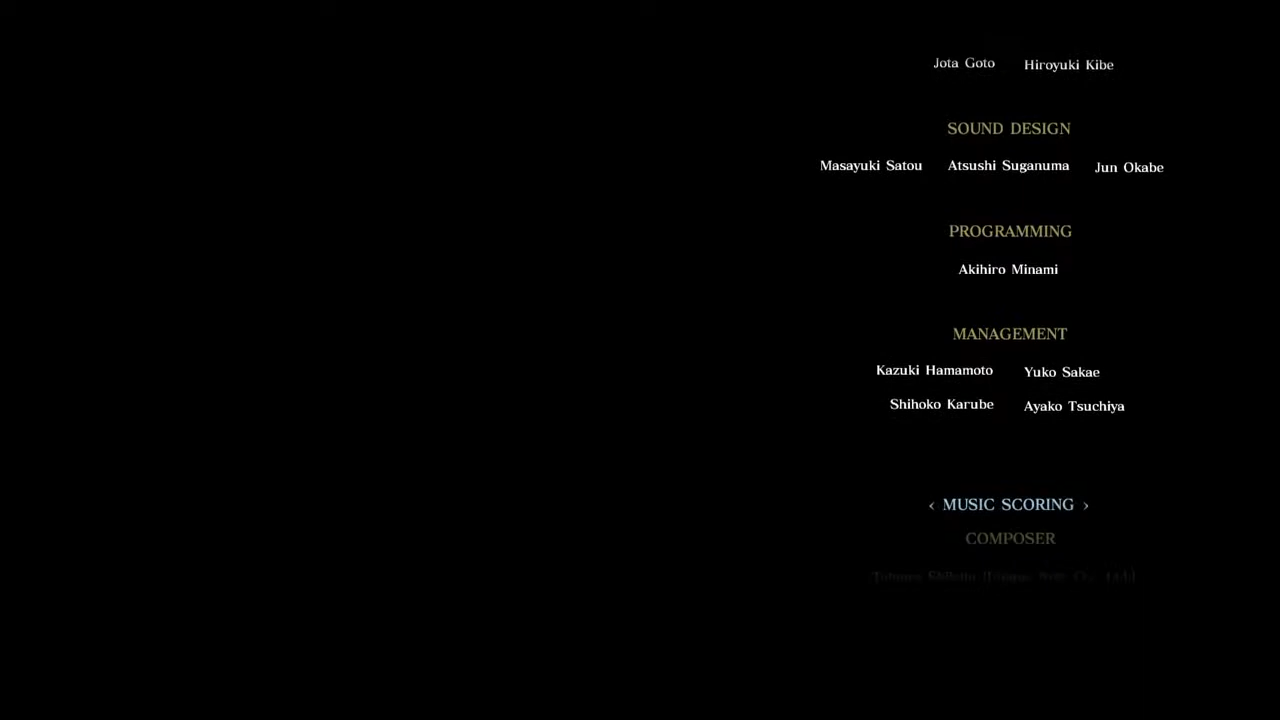 Jota Goto Hiroyuki Kibe
SOUND DESIGN
Masayuki Satou Atsushi Suganuma Jun Okabe
PROGRAMMING
Akihiro Minami
MANAGEMENT
Kazuki Hamamoto Yuko Sakae
Shihoko Karube Ayako Tsuchiya
‹ MUSIC SCORING ›
COMPOSER